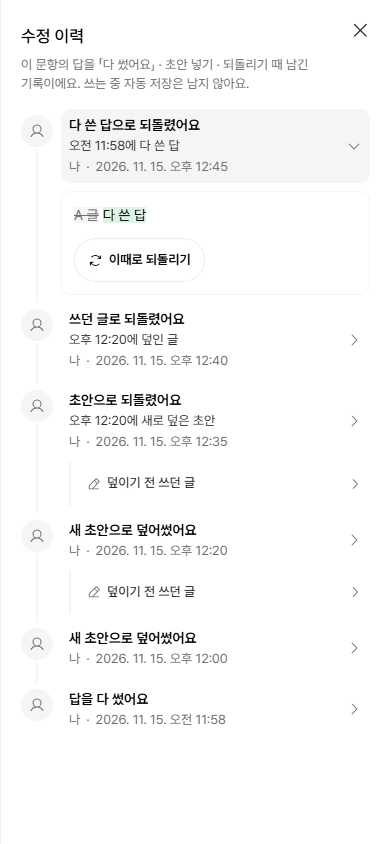 수정 이력
이 문항의 답을 「다 썼어요」 · 초안 넣기 · 되돌리기 때 남긴
기록이에요. 쓰는 중 자동 저장은 남지 않아요.
다 쓴 답으로 되돌렸어요
오전 11:58에 다 쓴 답
나 · 2026. 11. 15. 오후 12:45
A 글 다 쓴 답
이때로 되돌리기
쓰던 글로 되돌렸어요
오후 12:20에 덮인 글
나 · 2026. 11. 15. 오후 12:40
초안으로 되돌렸어요
오후 12:20에 새로 덮은 초안
나 · 2026. 11. 15. 오후 12:35
덮이기 전 쓰던 글
새 초안으로 덮어썼어요
나 · 2026. 11. 15. 오후 12:20
덮이기 전 쓰던 글
새 초안으로 덮어썼어요
나 · 2026. 11. 15. 오후 12:00
답을 다 썼어요
나 · 2026. 11. 15. 오전 11:58